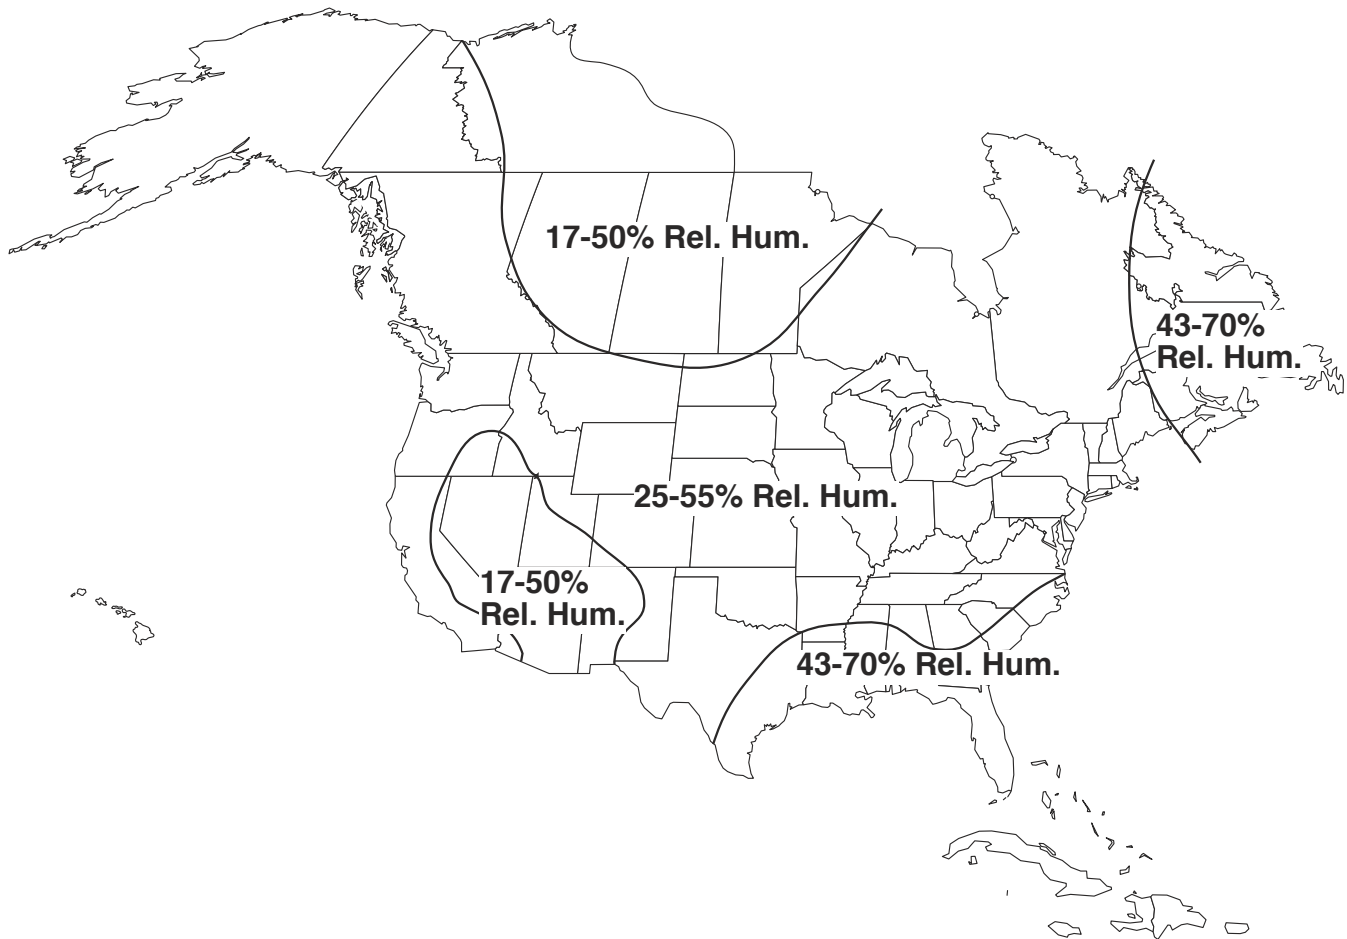 17-50% Rel. Hum.
43-70%
Rel. Hum.
25-55% Rel. Hum.
17-50%
Rel. Hum.
43-70% Rel. Hum.